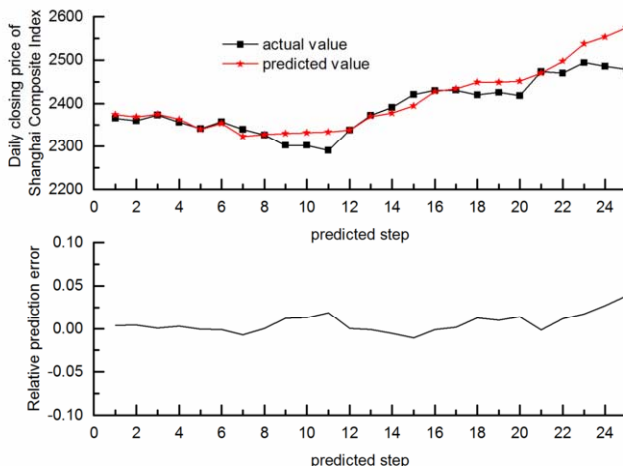 Daily closing price of
Shanghai Composite Index
2600
2500
2400
2300
2200
actual value
predicted value
0 2 4 6 8 10 12 14 16 18 20 22 24
predicted step
Relative prediction error
0.10
0.05
0.00
-0.05
-0.10
0 2 4 6 8 10 12 14 16 18 20 22 24
predicted step